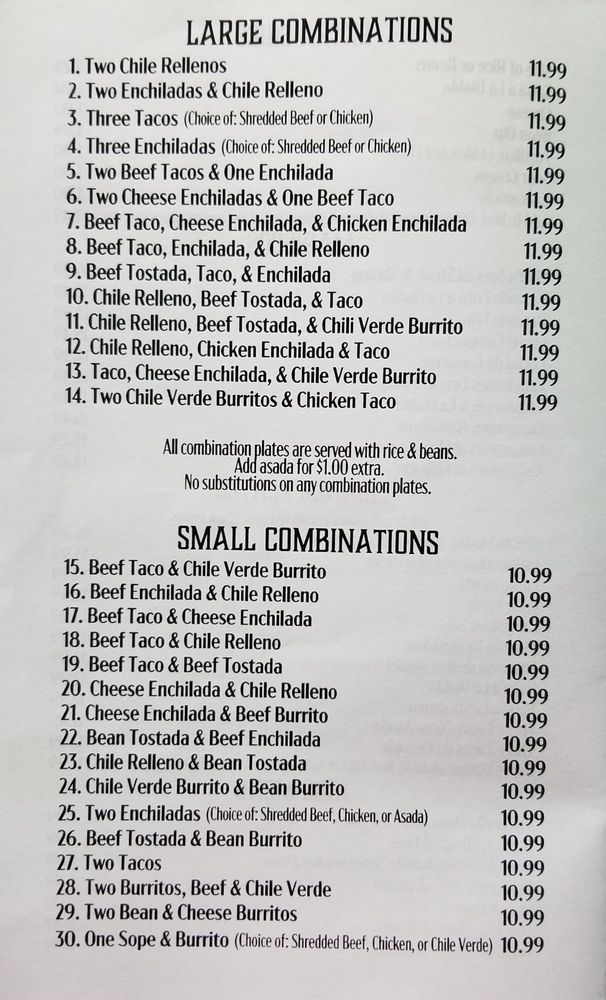 LARGE COMBINATIONS
1. Two Chile Rellenos 11.99
2. Two Enchiladas & Chile Relleno 11.99
3. Three Tacos (Choice of: Shredded Beef or Chicken) 11.99
4. Three Enchiladas (Choice of: Shredded Beef or Chicken) 11.99
5. Two Beef Tacos & One Enchilada 11.99
6. Two Cheese Enchiladas & One Beef Taco 11.99
7. Beef Taco, Cheese Enchilada, & Chicken Enchilada 11.99
8. Beef Taco, Enchilada, & Chile Relleno 11.99
9. Beef Tostada, Taco, & Enchilada 11.99
10. Chile Relleno, Beef Tostada, & Taco 11.99
11. Chile Relleno, Beef Tostada, & Chili Verde Burrito 11.99
12. Chile Relleno, Chicken Enchilada & Taco 11.99
13. Taco, Cheese Enchilada, & Chile Verde Burrito 11.99
14. Two Chile Verde Burritos & Chicken Taco 11.99
All combination plates are served with rice & beans.
Add asada for $1.00 extra.
No substitutions on any combination plates.
SMALL COMBINATIONS
15. Beef Taco & Chile Verde Burrito 10.99
16. Beef Enchilada & Chile Relleno 10.99
17. Beef Taco & Cheese Enchilada 10.99
18. Beef Taco & Chile Relleno 10.99
19. Beef Taco & Beef Tostada 10.99
20. Cheese Enchilada & Chile Relleno 10.99
21. Cheese Enchilada & Beef Burrito 10.99
22. Bean Tostada & Beef Enchilada 10.99
23. Chile Relleno & Bean Tostada 10.99
24. Chile Verde Burrito & Bean Burrito 10.99
25. Two Enchiladas (Choice of: Shredded Beef, Chicken, or Asada) 10.99
26. Beef Tostada & Bean Burrito 10.99
27. Two Tacos 10.99
28. Two Burritos, Beef & Chile Verde 10.99
29. Two Bean & Cheese Burritos 10.99
30. One Sope & Burrito (Choice of: Shredded Beef, Chicken, or Chile Verde) 10.99